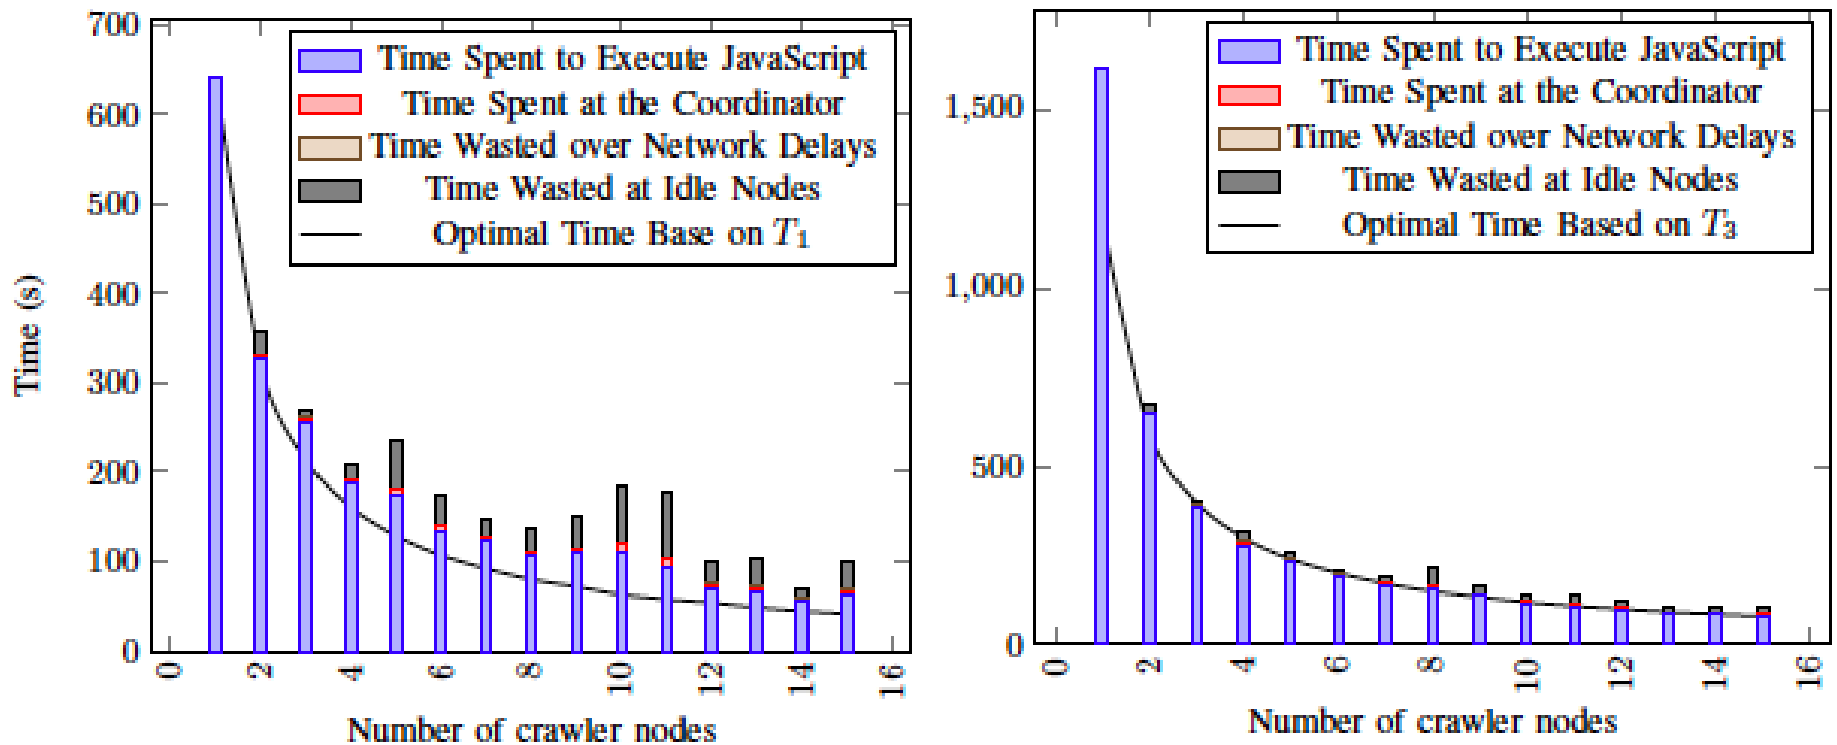 700
600
500
400
300
200
100
0
Time (s)
Time Spent to Execute JavaScript
Time Spent at the Coordinator
Time Wasted over Network Delays
Time Wasted at Idle Nodes
Optimal Time Base on T₁
0 2 4 6 8 10 12 14 16
Number of crawler nodes
1,500
1,000
500
0
Time Spent to Execute JavaScript
Time Spent at the Coordinator
Time Wasted over Network Delays
Time Wasted at Idle Nodes
Optimal Time Based on T₃
0 2 4 6 8 10 12 14 16
Number of crawler nodes